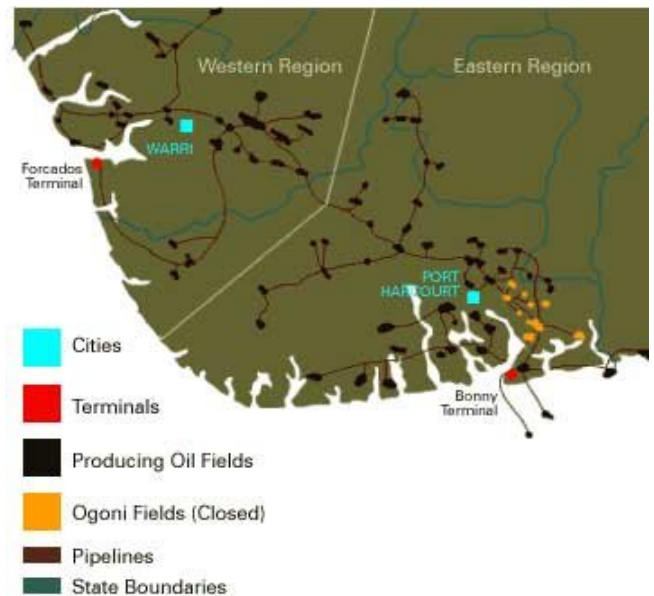 Western Region
Eastern Region
WARRI
Forcados
Terminal
PORT
HARCOURT
Bonny
Terminal
Cities
Terminals
Producing Oil Fields
Ogoni Fields (Closed)
Pipelines
State Boundaries